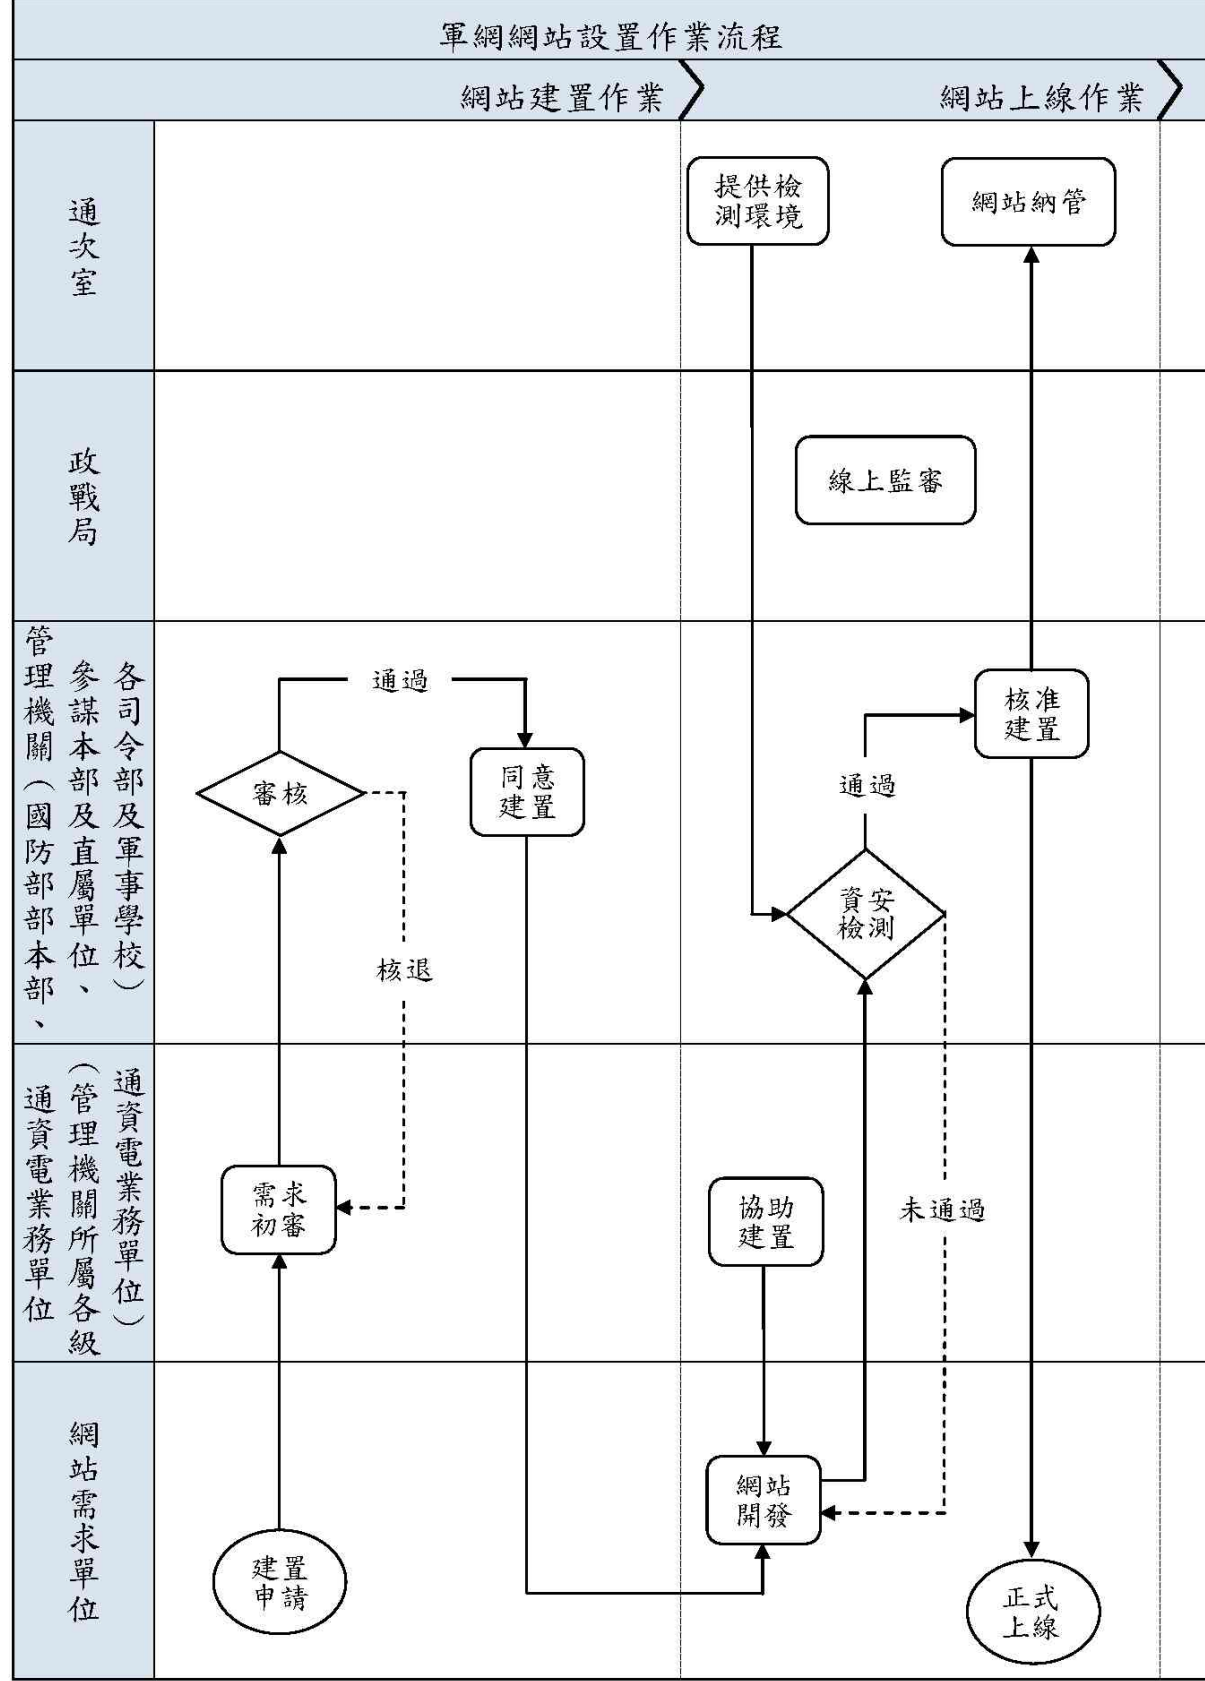 軍網網站設置作業流程
網站建置作業
網站上線作業
通次室
提供檢
測環境
網站納管
政戰局
線上監審
管理機關（國防部部本部、
參謀本部及直屬單位、
各司令部及軍事學校）
通過
審核
同意
建置
核退
核准
建置
通過
資安
檢測
通資電業務單位
（管理機關所屬各級
通資電業務單位）
需求
初審
協助
建置
未通過
網站需求單位
建置
申請
網站
開發
正式
上線